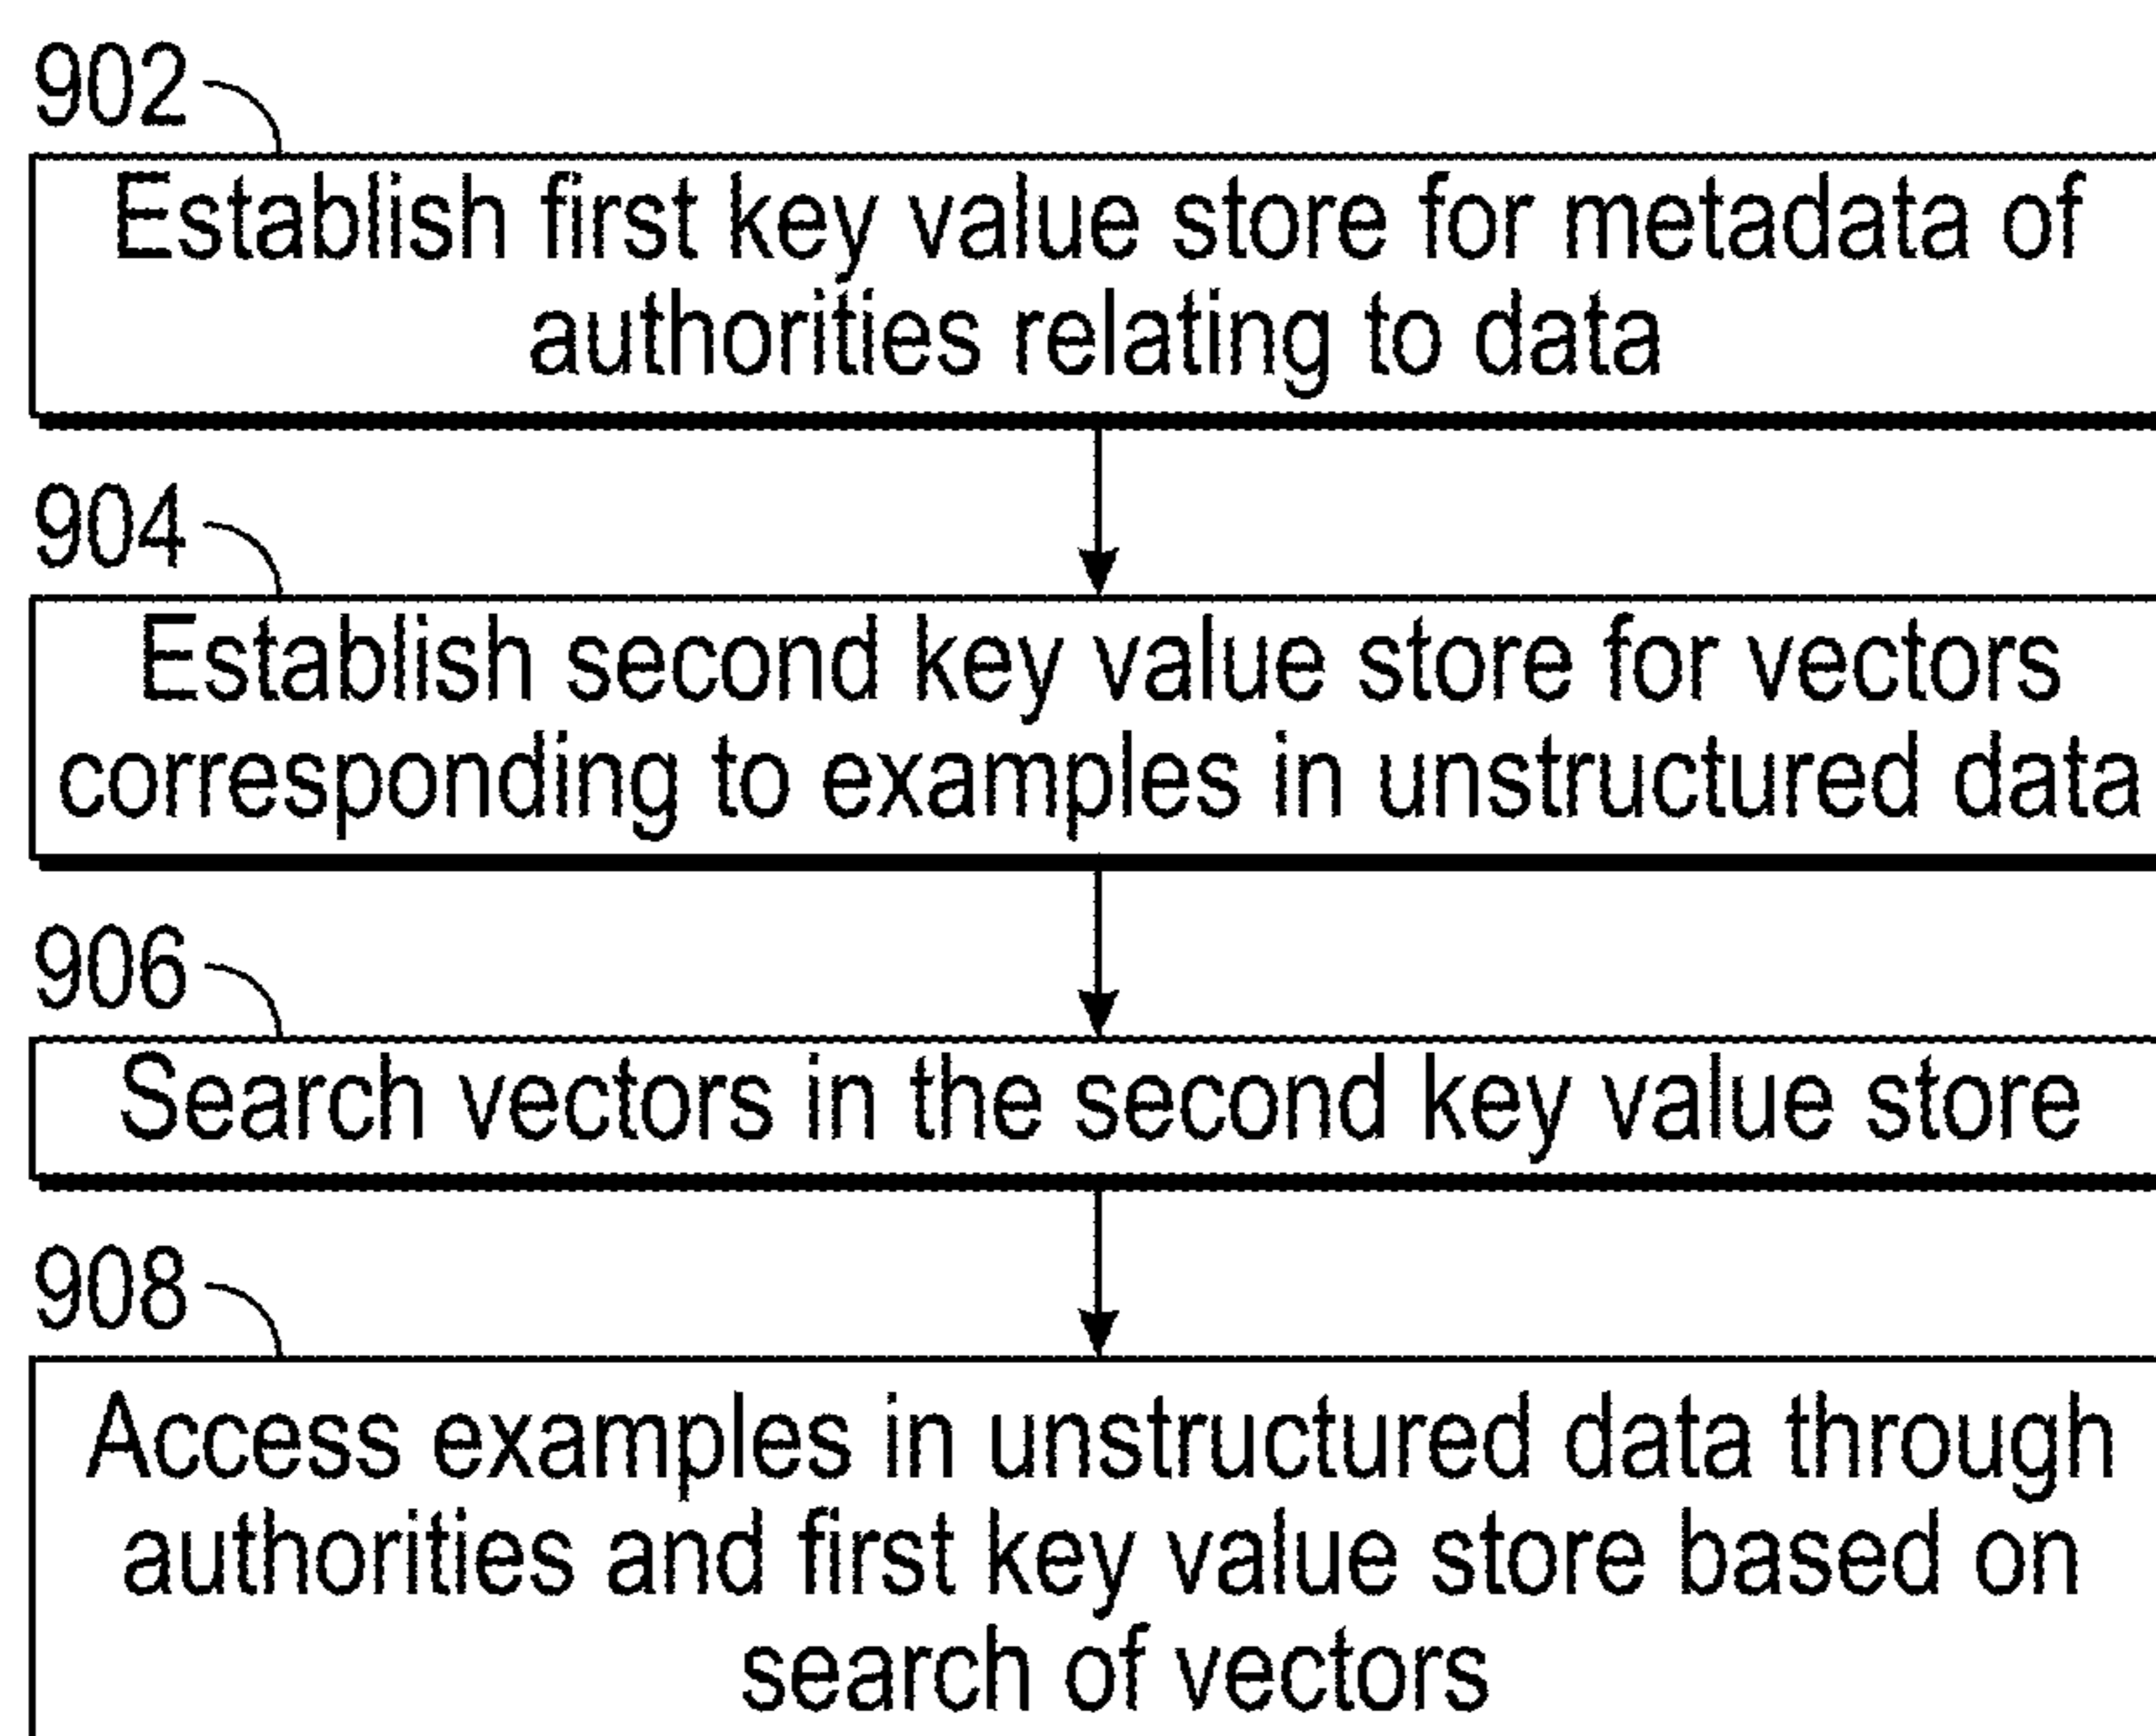 902
Establish first key value store for metadata of
authorities relating to data
904
Establish second key value store for vectors
corresponding to examples in unstructured data
906
Search vectors in the second key value store
908
Access examples in unstructured data through
authorities and first key value store based on
search of vectors